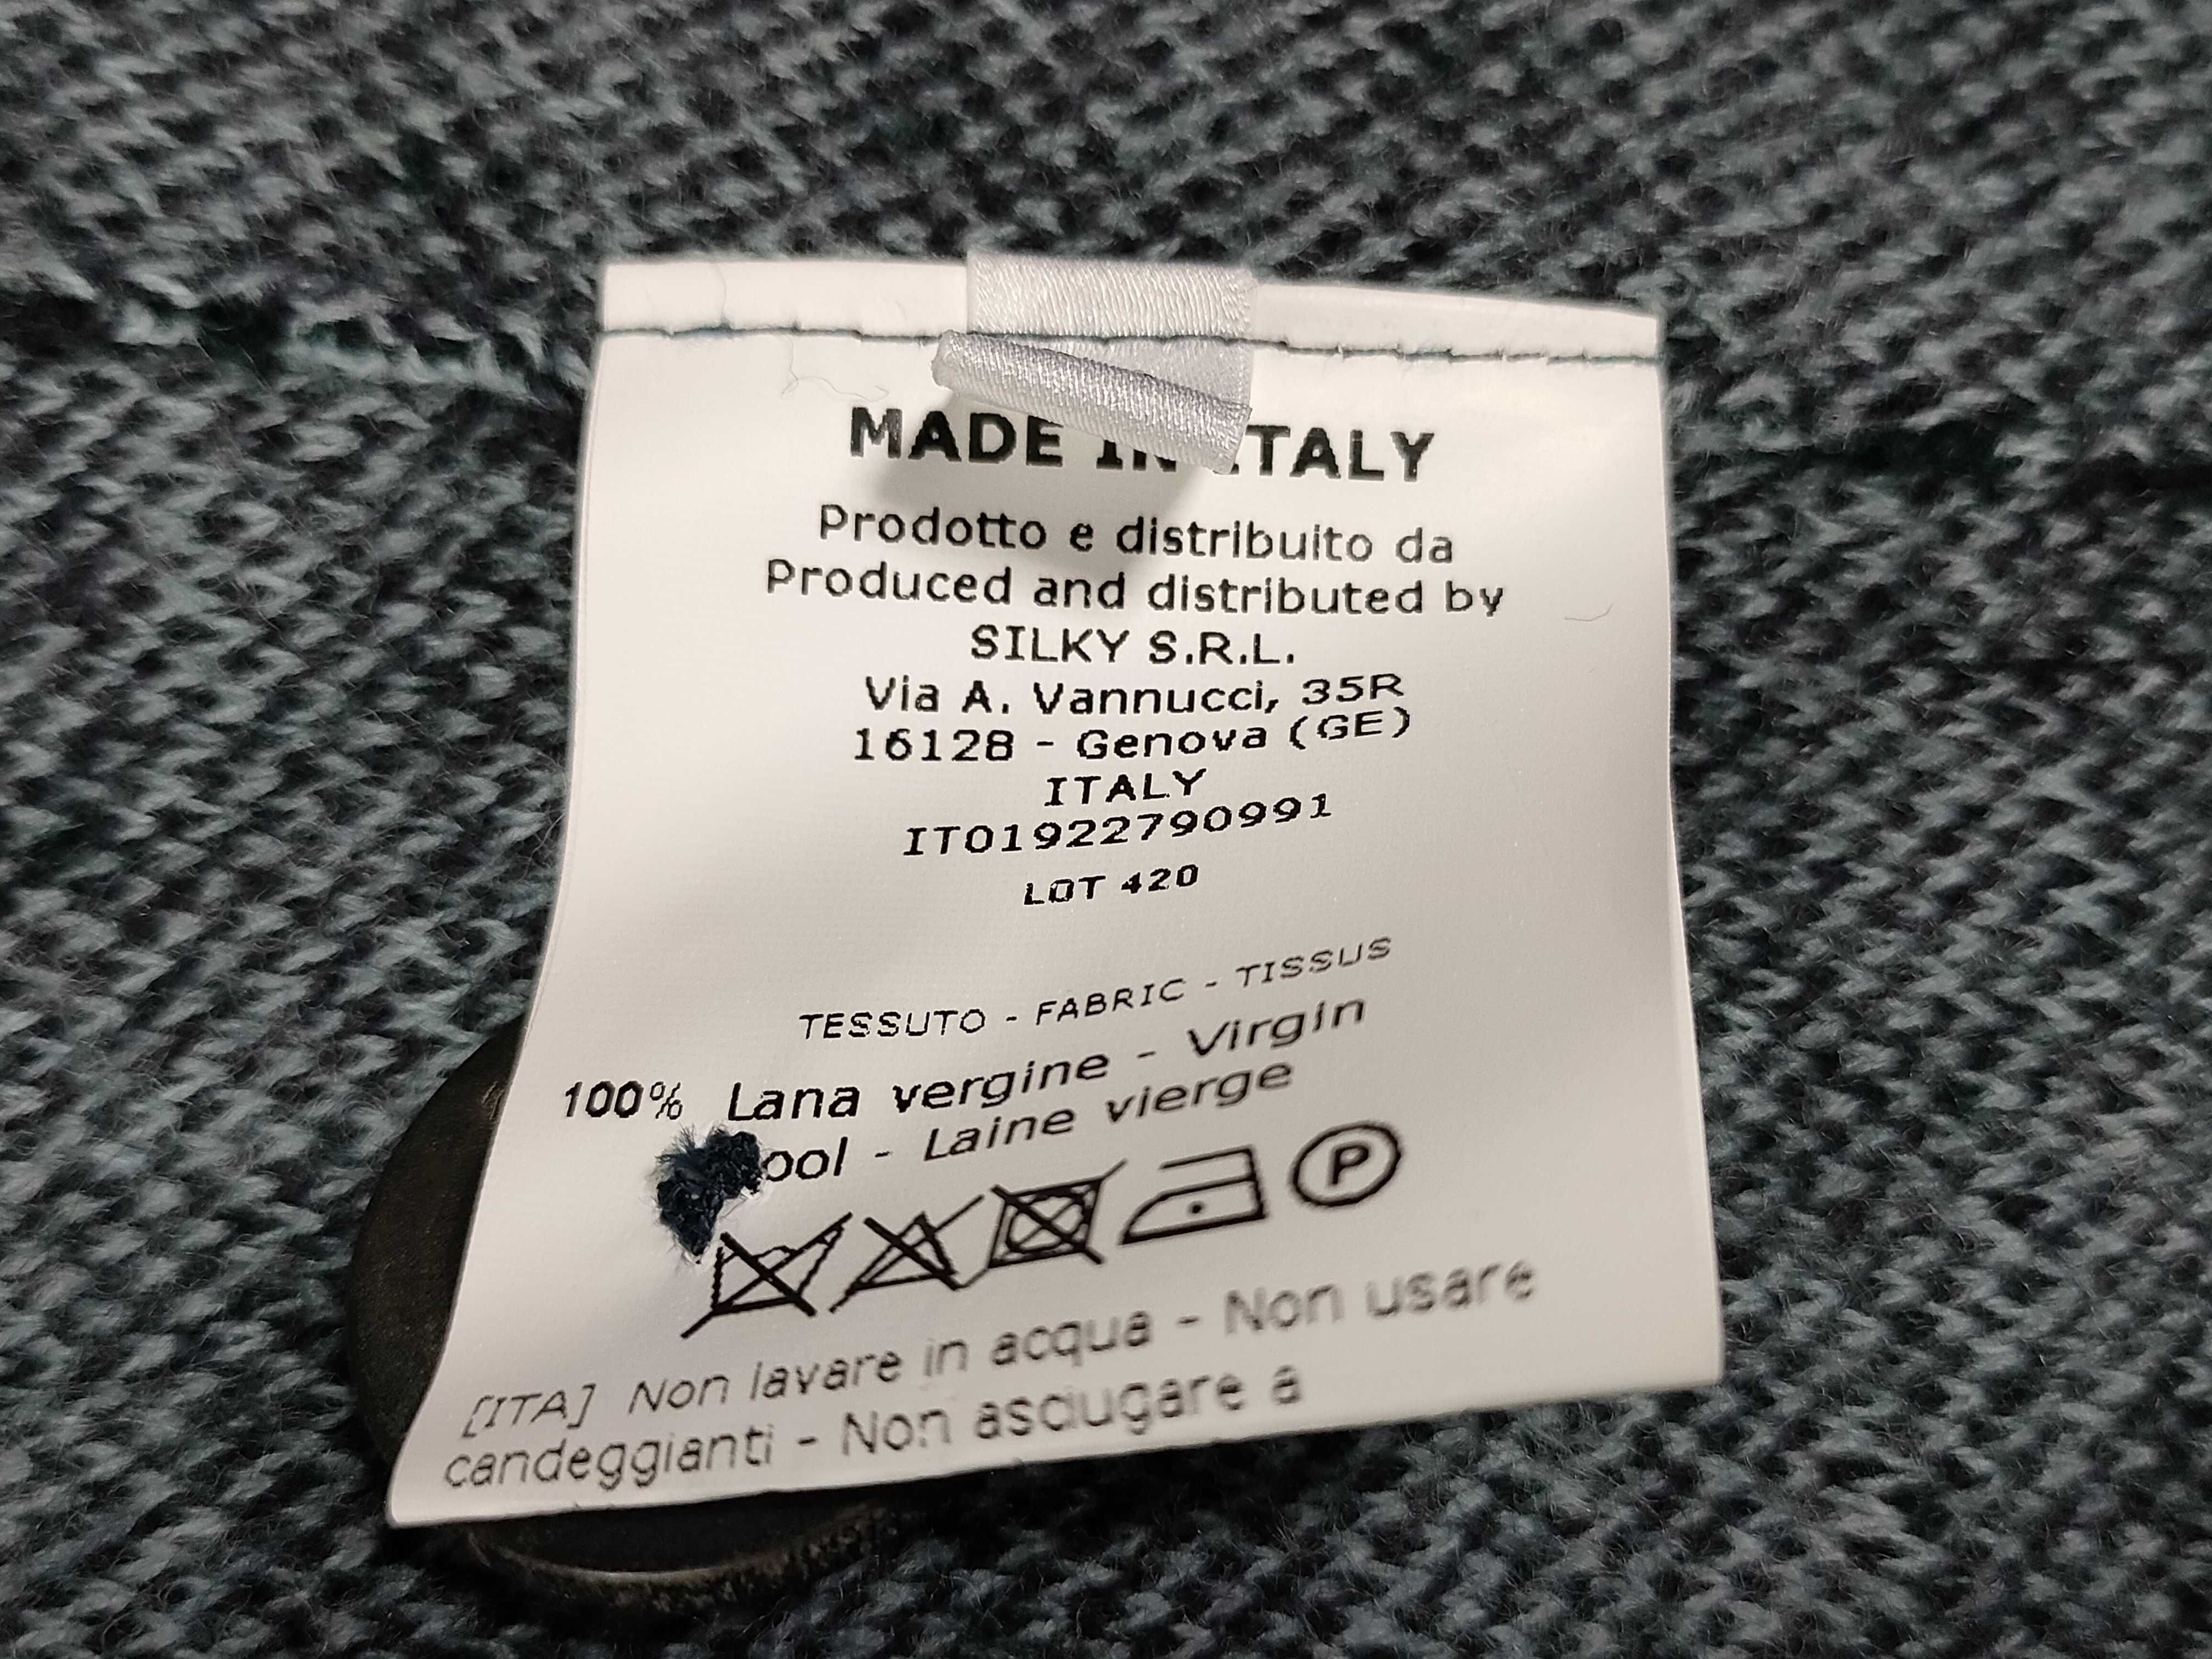 MADE IN ITALY
Prodotto e distribuito da
Produced and distributed by
SILKY S.R.L.
Via A. Vannucci, 35R
16128 - Genova (GE)
ITALY
IT01922790991
LOT 420
TESSUTO - FABRIC - TISSUS
100% Lana vergine - Virgin
ool - Laine vierge
P
[ITA] Non lavare in acqua - Non usare
candeggianti - Non asciugare a